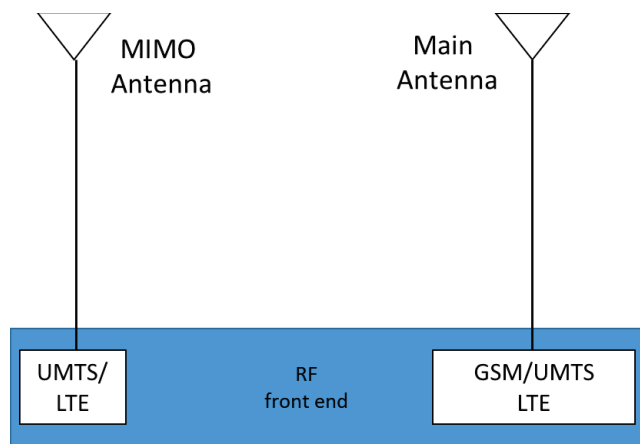 MIMO
Antenna
Main
Antenna
UMTS/
LTE
RF
front end
GSM/UMTS
LTE